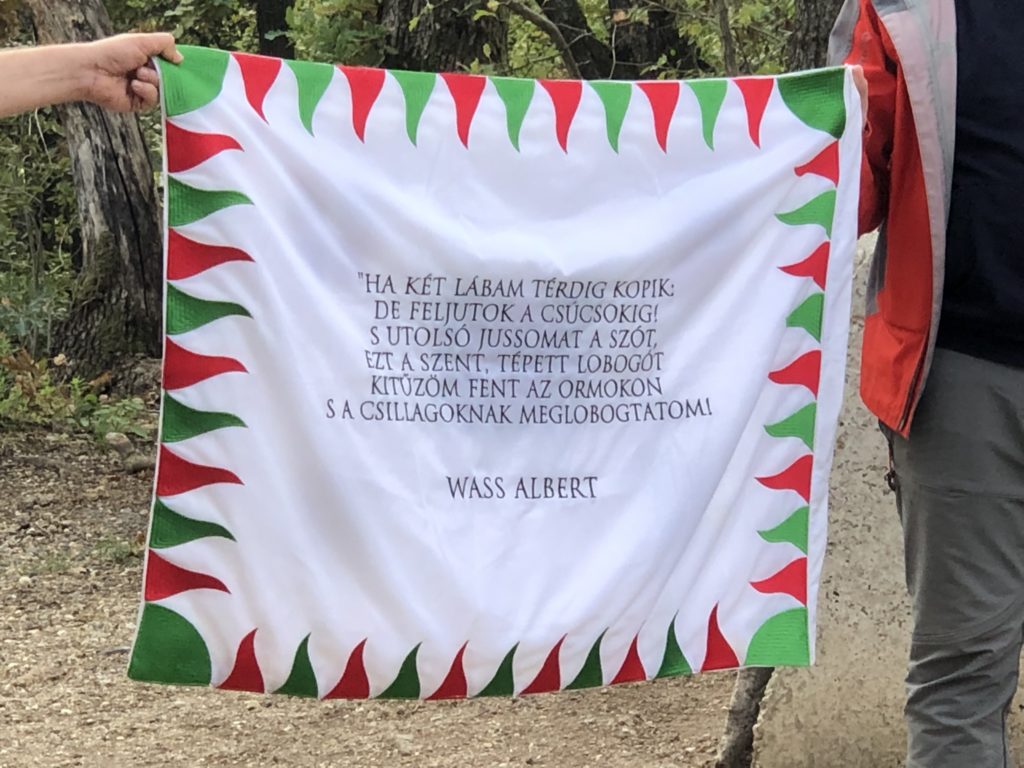 "HA KÉT LÁBAM TÉRDIG KOPIK:
DE FELJUTOK A CSÚCSOKIG!
S UTOLSÓ JUSSOMAT A SZÓT,
EZT A SZENT, TÉPETT LOBOGÓT
KITŰZÖM FENT AZ ORMOKON
S A CSILLAGOKNAK MEGLOBOGTATOM!
WASS ALBERT